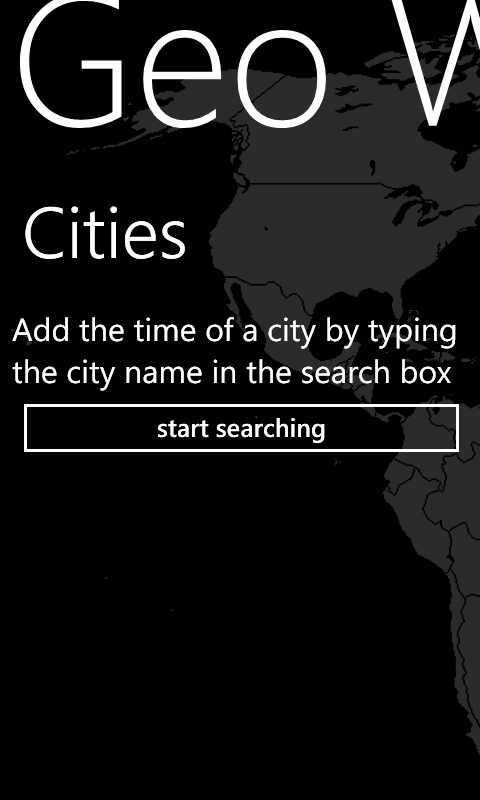 Geo W
Cities
Add the time of a city by typing
the city name in the search box
start searching